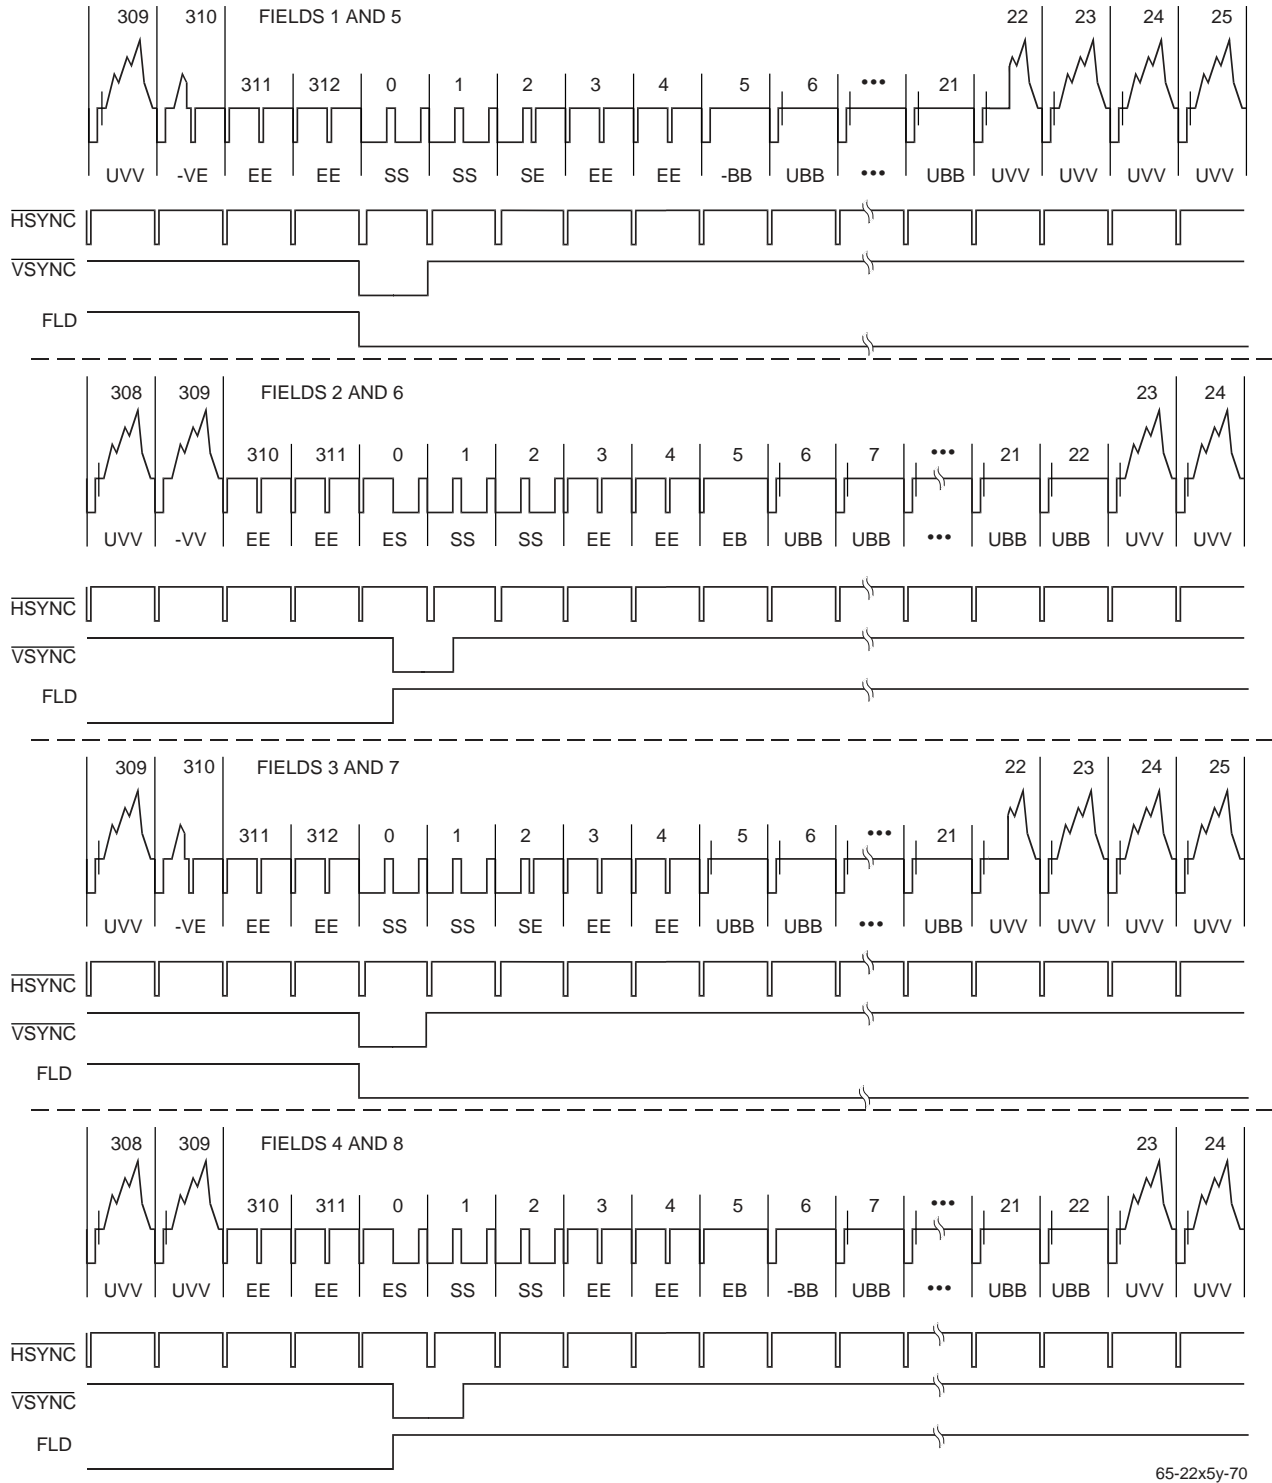 309 310 FIELDS 1 AND 5 22 23 24 25
311 312 0 1 2 3 4 5 6 ••• 21
UVV -VE EE EE SS SS SE EE EE -BB UBB ••• UBB UVV UVV UVV UVV
HSYNC
VSYNC
FLD
308 309 FIELDS 2 AND 6 23 24
310 311 0 1 2 3 4 5 6 7 ••• 21 22
UVV -VV EE EE ES SS SS EE EE EB UBB UBB ••• UBB UBB UVV UVV
HSYNC
VSYNC
FLD
309 310 FIELDS 3 AND 7 22 23 24 25
311 312 0 1 2 3 4 5 6 ••• 21
UVV -VE EE EE SS SS SE EE EE UBB UBB ••• UBB UVV UVV UVV UVV
HSYNC
VSYNC
FLD
308 309 FIELDS 4 AND 8 23 24
310 311 0 1 2 3 4 5 6 7 ••• 21 22
UVV UVV EE EE ES SS SS EE EE EB -BB UBB ••• UBB UBB UVV UVV
HSYNC
VSYNC
FLD
65-22x5y-70